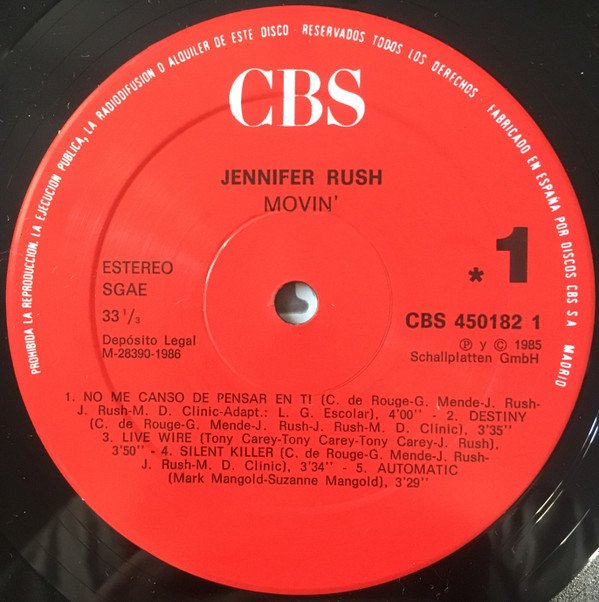 PROHIBIDA LA REPRODUCCION. LA EJECUCION PUBLICA, LA RADIODIFUSION O ALQUILER DE ESTE DISCO - RESERVADOS TODOS LOS DERECHOS - FABRICADO EN ESPAÑA POR DISCOS CBS S A MADRID
CBS
JENNIFER RUSH
MOVIN'
ESTEREO
SGAE
* 1
33 1/3
CBS 450182 1
Depósito Legal
M-28390-1986
Ⓟ y Ⓒ 1985
Schallplatten GmbH
1. NO ME CANSO DE PENSAR EN TI (C. de Rouge-G. Mende-J. Rush-
J. Rush-M. D. Clinic-Adapt.: L. G. Escolar), 4'00'' - 2. DESTINY
(C. de Rouge-G. Mende-J. Rush-J. Rush-M. D. Clinic), 3'35''
3. LIVE WIRE (Tony Carey-Tony Carey-Tony Carey-J. Rush),
3'50'' - 4. SILENT KILLER (C. de Rouge-G. Mende-J. Rush-
J. Rush-M. D. Clinic), 3'34'' - 5. AUTOMATIC
(Mark Mangold-Suzanne Mangold), 3'29''